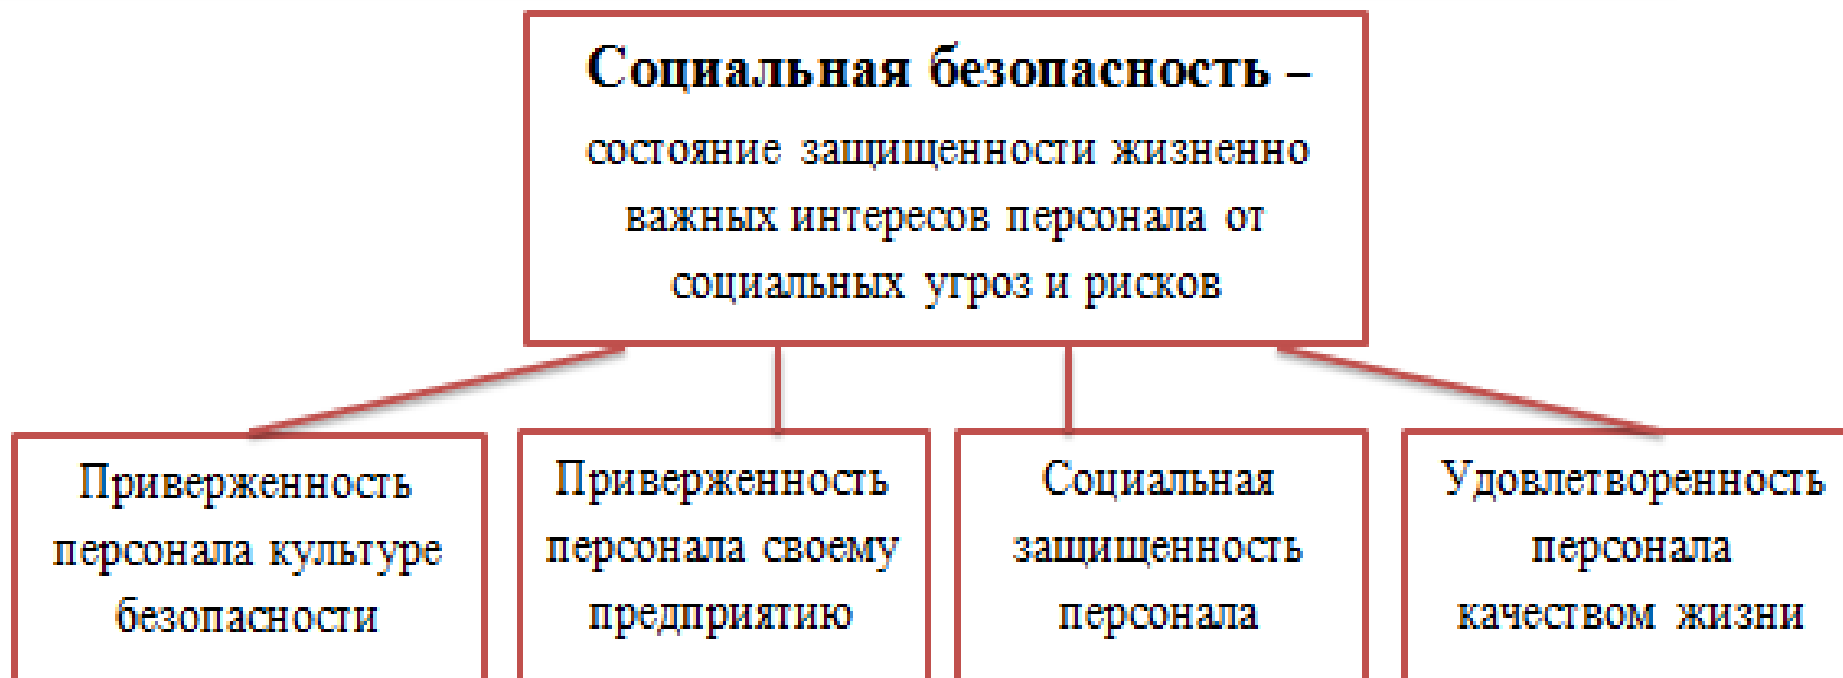 Социальная безопасность –
состояние защищенности жизненно
важных интересов персонала от
социальных угроз и рисков
Приверженность
персонала культуре
безопасности
Приверженность
персонала своему
предприятию
Социальная
защищенность
персонала
Удовлетворенность
персонала
качеством жизни